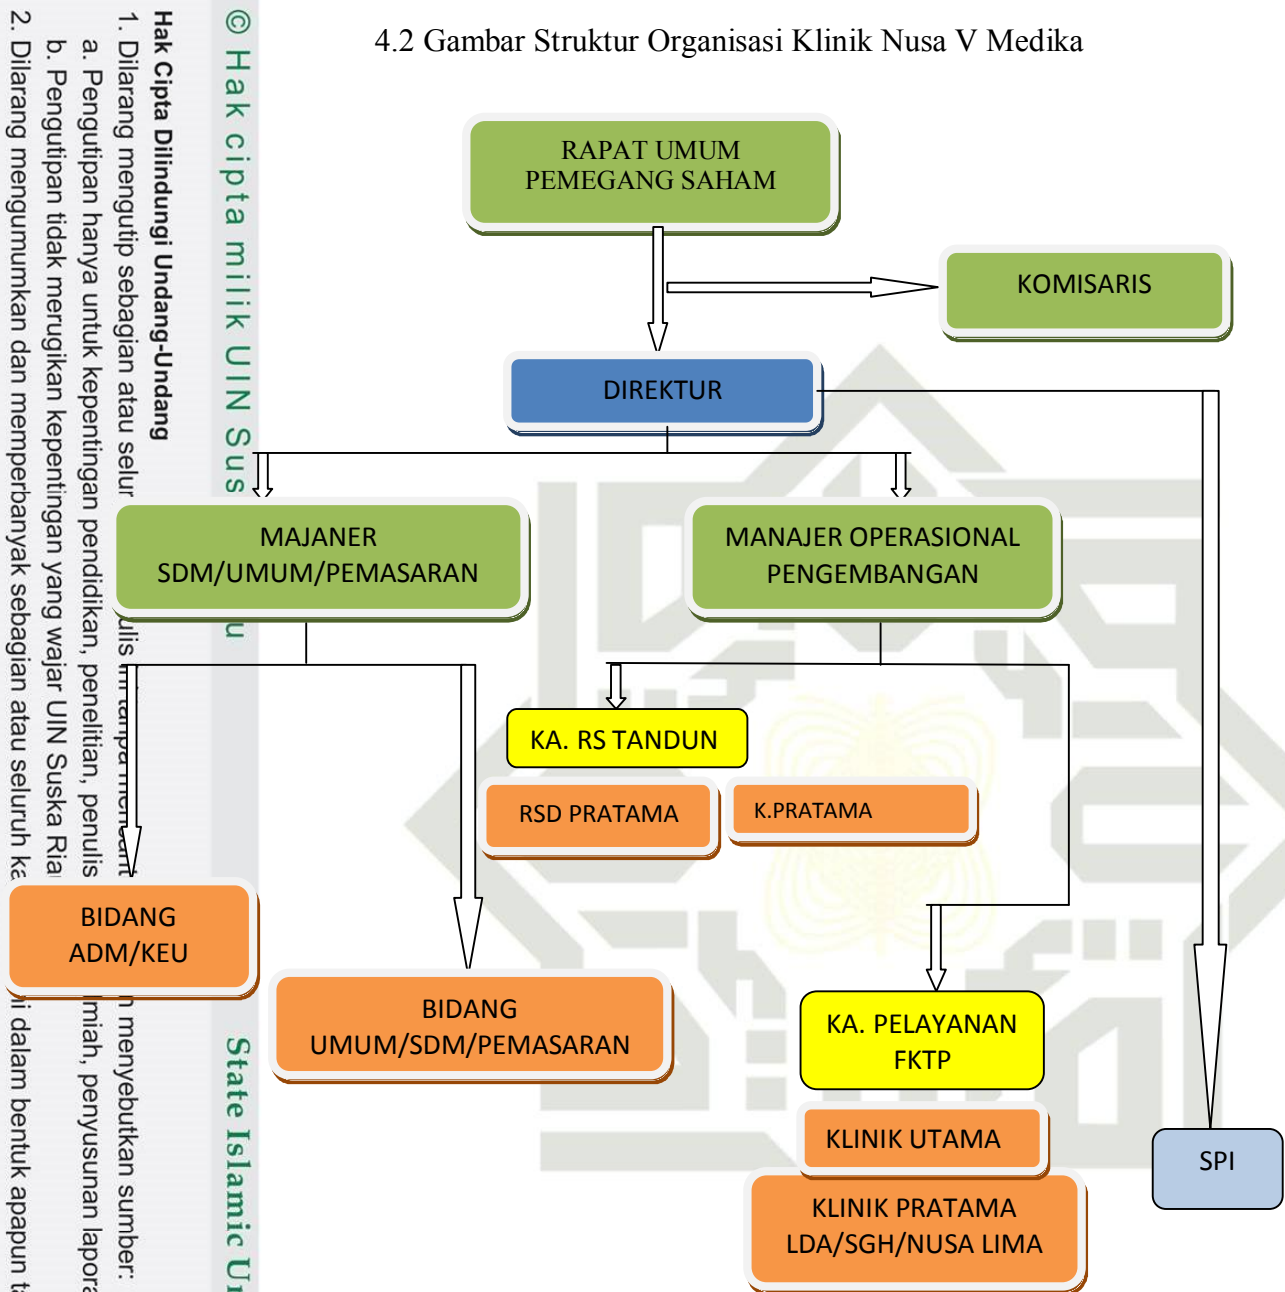 4.2 Gambar Struktur Organisasi Klinik Nusa V Medika
RAPAT UMUM
PEMEGANG SAHAM
KOMISARIS
DIREKTUR
MAJANER
SDM/UMUM/PEMASARAN
MANAJER OPERASIONAL
PENGEMBANGAN
KA. RS TANDUN
RSD PRATAMA
K.PRATAMA
BIDANG
ADM/KEU
BIDANG
UMUM/SDM/PEMASARAN
KA. PELAYANAN
FKTP
KLINIK UTAMA
KLINIK PRATAMA
LDA/SGH/NUSA LIMA
SPI
© Hak cipta milik UIN Sus
State Islamic
Hak Cipta Dilindungi Undang-Undang
1. Dilarang mengutip sebagian atau menyebutkan sumber:
a. Pengutipan hanya untuk kepentingan pendidikan, penelitian, penulis miah, penyusunan
b. Pengutipan tidak merugikan kepentingan yang wajar UIN Suska Ria
2. Dilarang mengumumkan dan memperbanyak sebagian atau seluruh dalam bentuk apapun